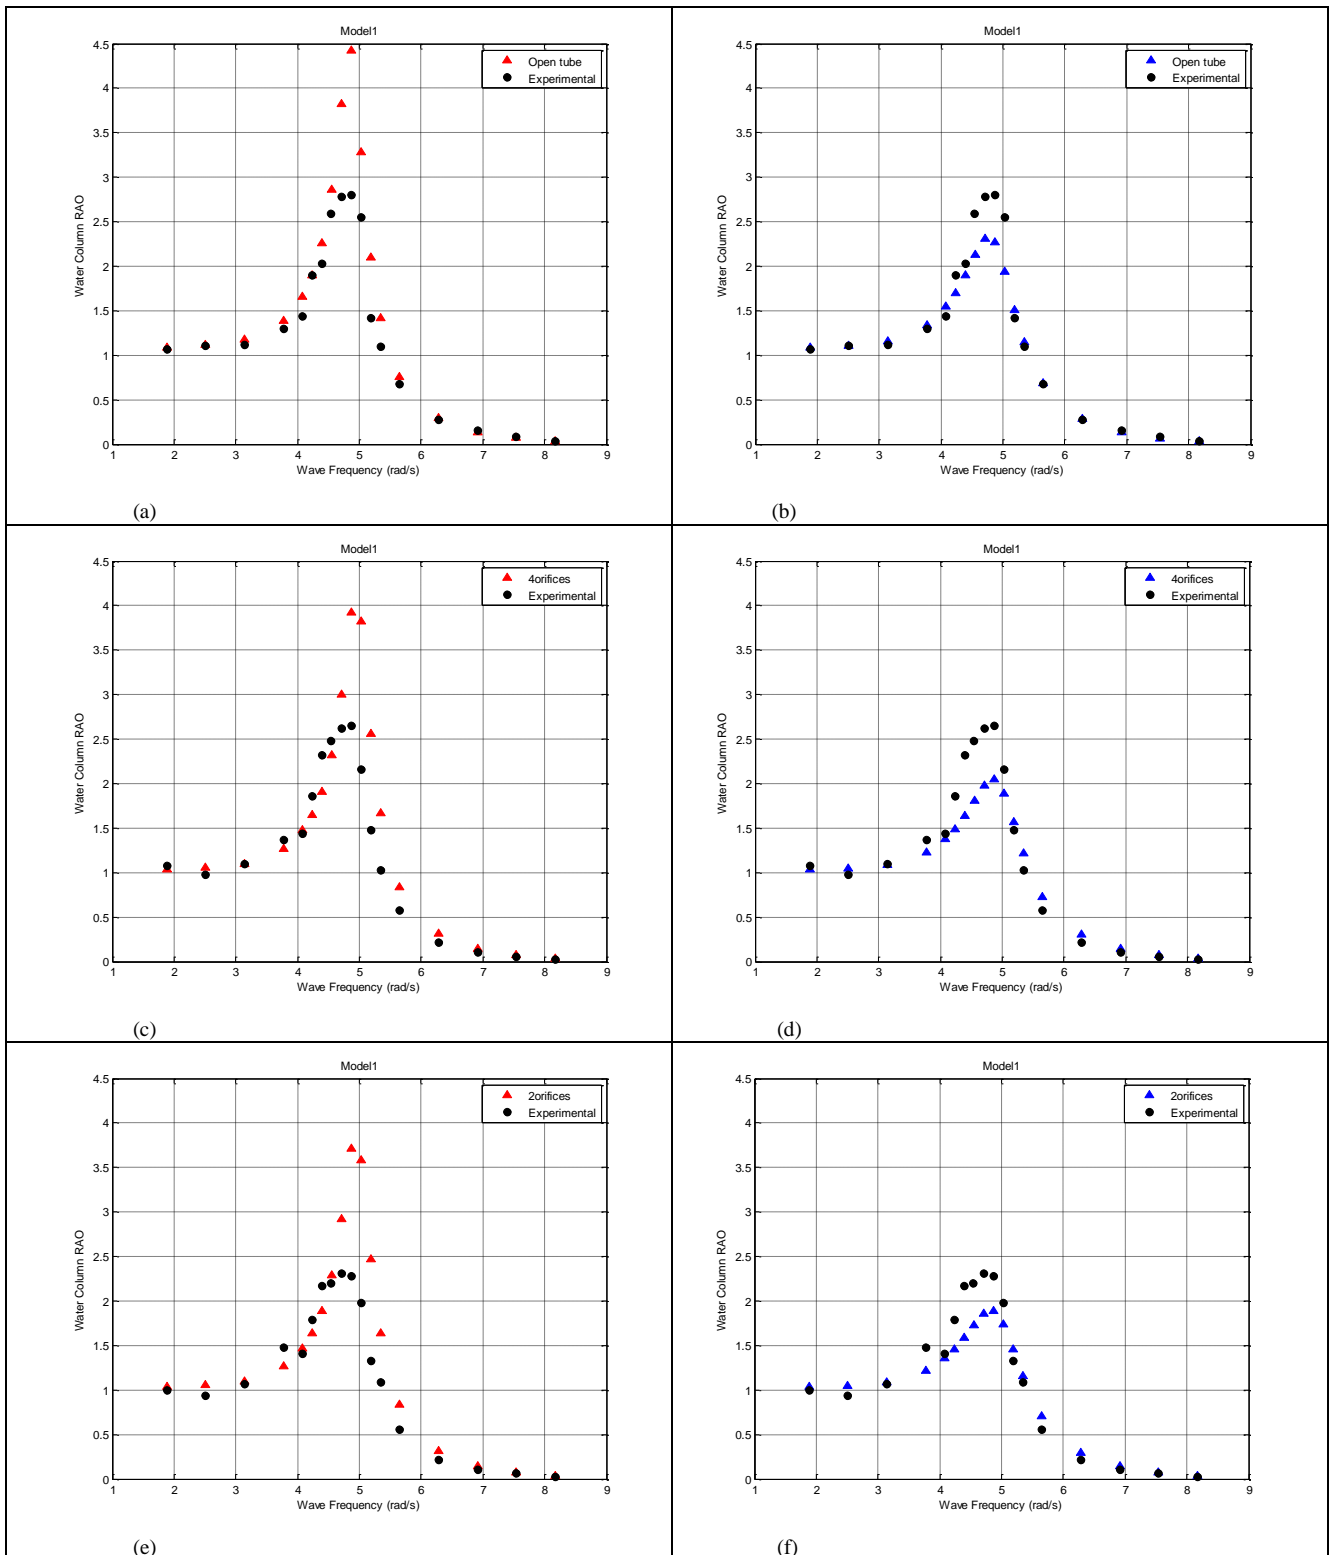 Model1
4.5
4
3.5
3
2.5
2
1.5
1
0.5
0
Water Column RAO
Open tube
Experimental
1 2 3 4 5 6 7 8 9
Wave Frequency (rad/s)
(a)
Model1
4.5
4
3.5
3
2.5
2
1.5
1
0.5
0
Water Column RAO
Open tube
Experimental
1 2 3 4 5 6 7 8 9
Wave Frequency (rad/s)
(b)
Model1
4.5
4
3.5
3
2.5
2
1.5
1
0.5
0
Water Column RAO
4orifices
Experimental
1 2 3 4 5 6 7 8 9
Wave Frequency (rad/s)
(c)
Model1
4.5
4
3.5
3
2.5
2
1.5
1
0.5
0
Water Column RAO
4orifices
Experimental
1 2 3 4 5 6 7 8 9
Wave Frequency (rad/s)
(d)
Model1
4.5
4
3.5
3
2.5
2
1.5
1
0.5
0
Water Column RAO
2orifices
Experimental
1 2 3 4 5 6 7 8 9
Wave Frequency (rad/s)
(e)
Model1
4.5
4
3.5
3
2.5
2
1.5
1
0.5
0
Water Column RAO
2orifices
Experimental
1 2 3 4 5 6 7 8 9
Wave Frequency (rad/s)
(f)